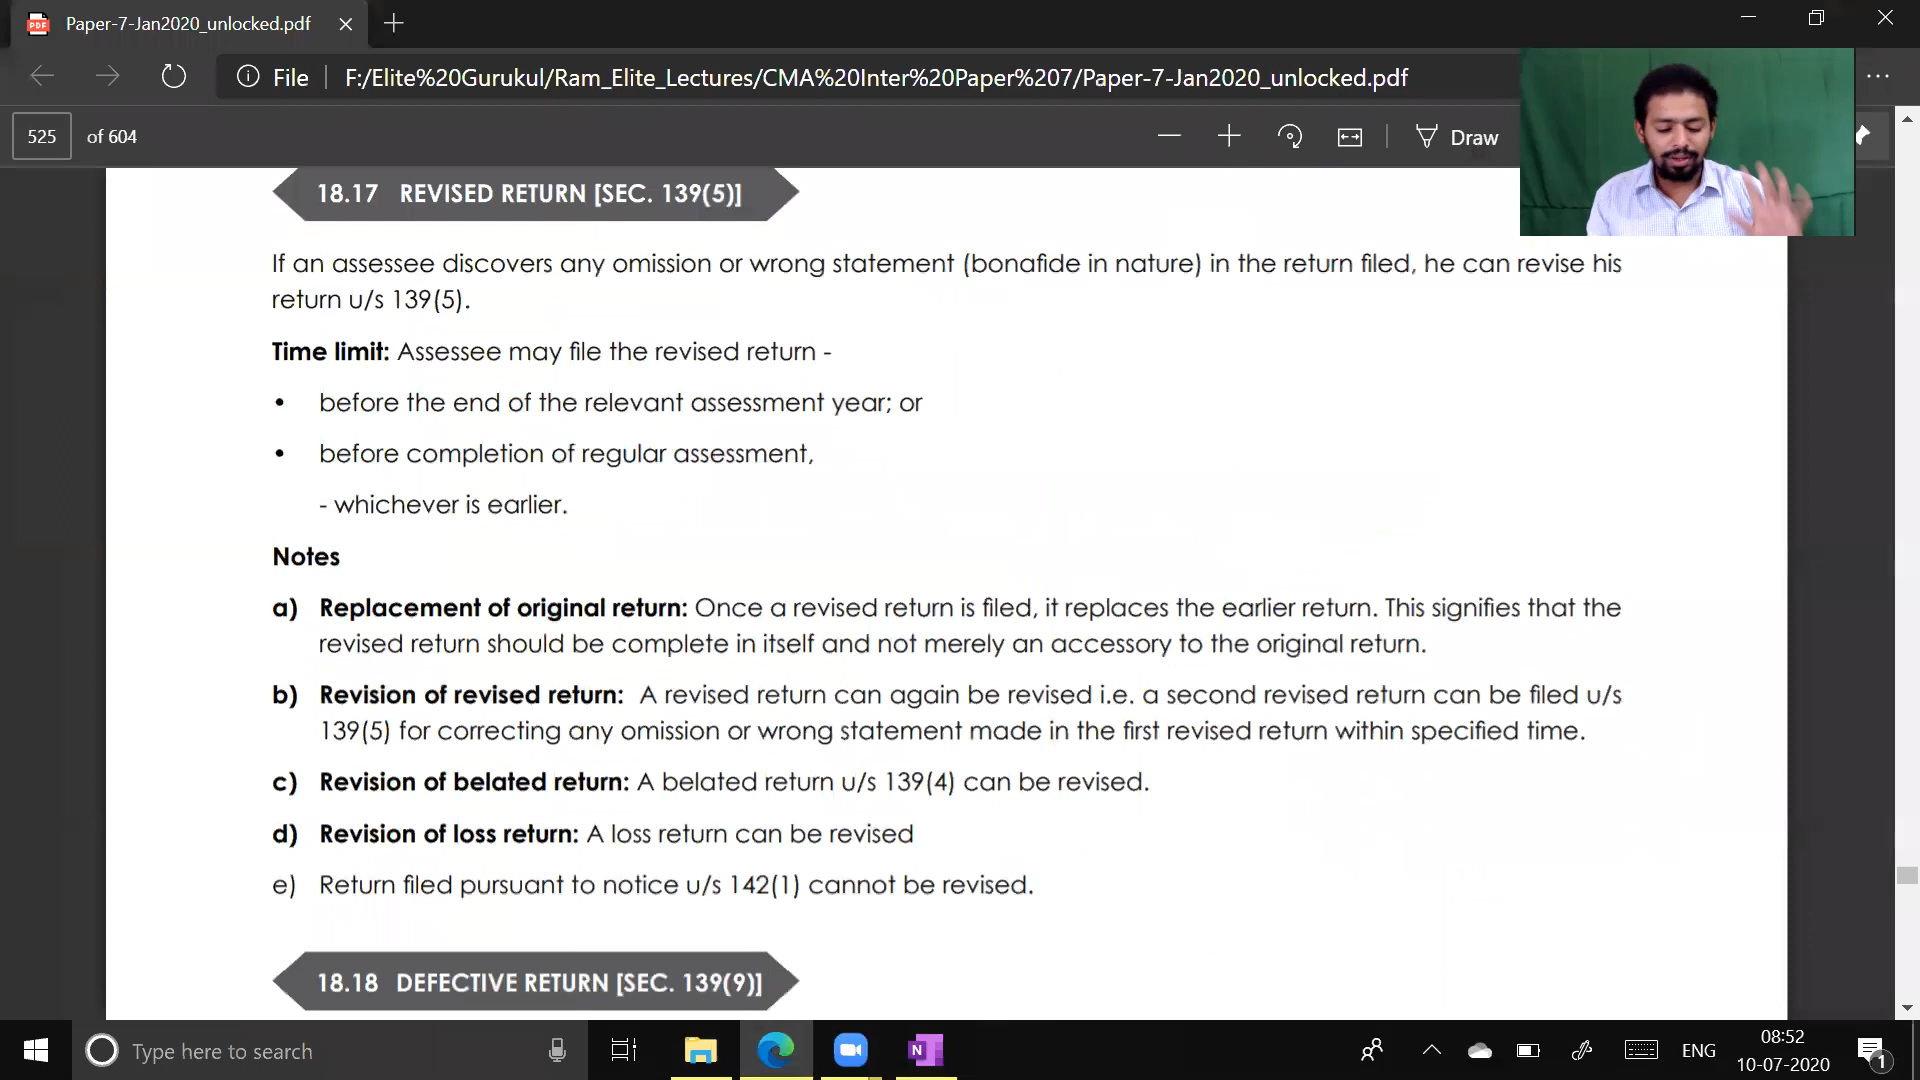 Paper-7-Jan2020_unlocked.pdf
File
F:/Elite%20Gurukul/Ram_Elite_Lectures/CMA%20Inter%20Paper%207/Paper-7-Jan2020_unlocked.pdf
525 of 604
Draw
18.17 REVISED RETURN [SEC. 139(5)]
If an assessee discovers any omission or wrong statement (bonafide in nature) in the return filed, he can revise his
return u/s 139(5).
Time limit: Assessee may file the revised return -
• before the end of the relevant assessment year; or
• before completion of regular assessment,
- whichever is earlier.
Notes
a) Replacement of original return: Once a revised return is filed, it replaces the earlier return. This signifies that the
revised return should be complete in itself and not merely an accessory to the original return.
b) Revision of revised return: A revised return can again be revised i.e. a second revised return can be filed u/s
139(5) for correcting any omission or wrong statement made in the first revised return within specified time.
c) Revision of belated return: A belated return u/s 139(4) can be revised.
d) Revision of loss return: A loss return can be revised
e) Return filed pursuant to notice u/s 142(1) cannot be revised.
18.18 DEFECTIVE RETURN [SEC. 139(9)]
Type here to search
ENG
08:52
10-07-2020
1